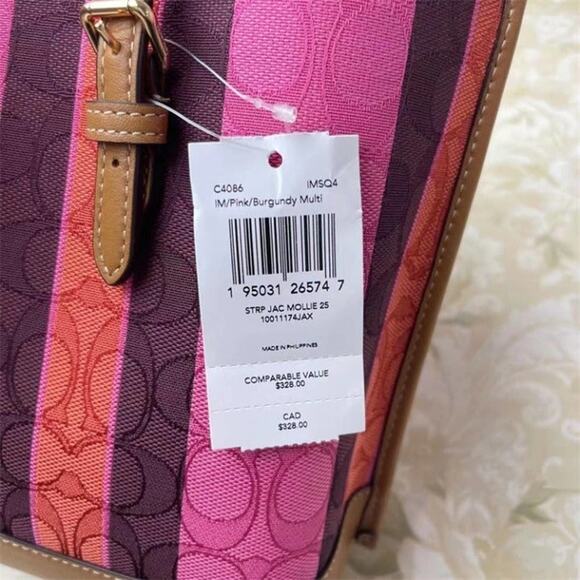 C4086 IMSQ4
IM/Pink/Burgundy Multi
1 95031 26574 7
STRP JAC MOLLIE 25
10011174JAX
MADE IN PHILIPPINES
COMPARABLE VALUE
$328.00
CAD
$328.00